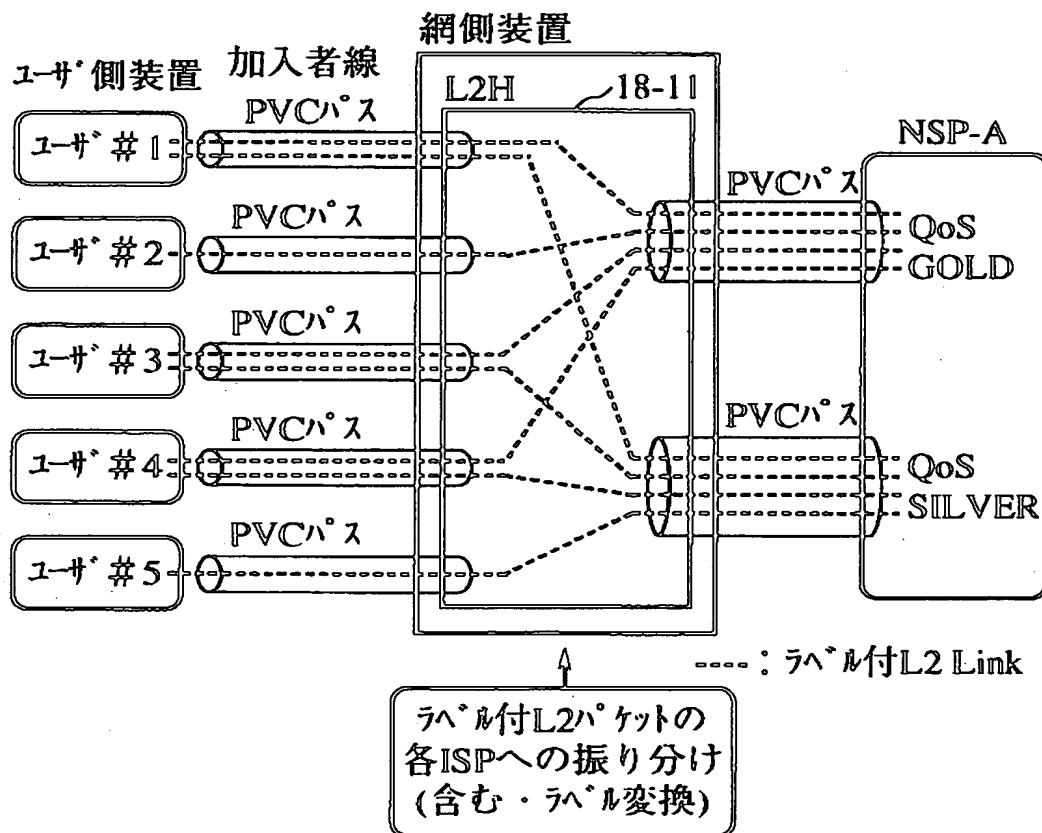 網側装置
ﾕｰｻﾞ側装置
加入者線
L2H
18-11
PVCﾊﾟｽ
NSP-A
ﾕｰｻﾞ #1
PVCﾊﾟｽ
PVCﾊﾟｽ
QoS
GOLD
ﾕｰｻﾞ #2
PVCﾊﾟｽ
ﾕｰｻﾞ #3
PVCﾊﾟｽ
PVCﾊﾟｽ
QoS
SILVER
ﾕｰｻﾞ #4
PVCﾊﾟｽ
ﾕｰｻﾞ #5
: ﾗﾍﾞﾙ付L2 Link
ﾗﾍﾞﾙ付L2ﾊﾟｹｯﾄの
各ISPへの振り分け
(含む・ﾗﾍﾞﾙ変換)